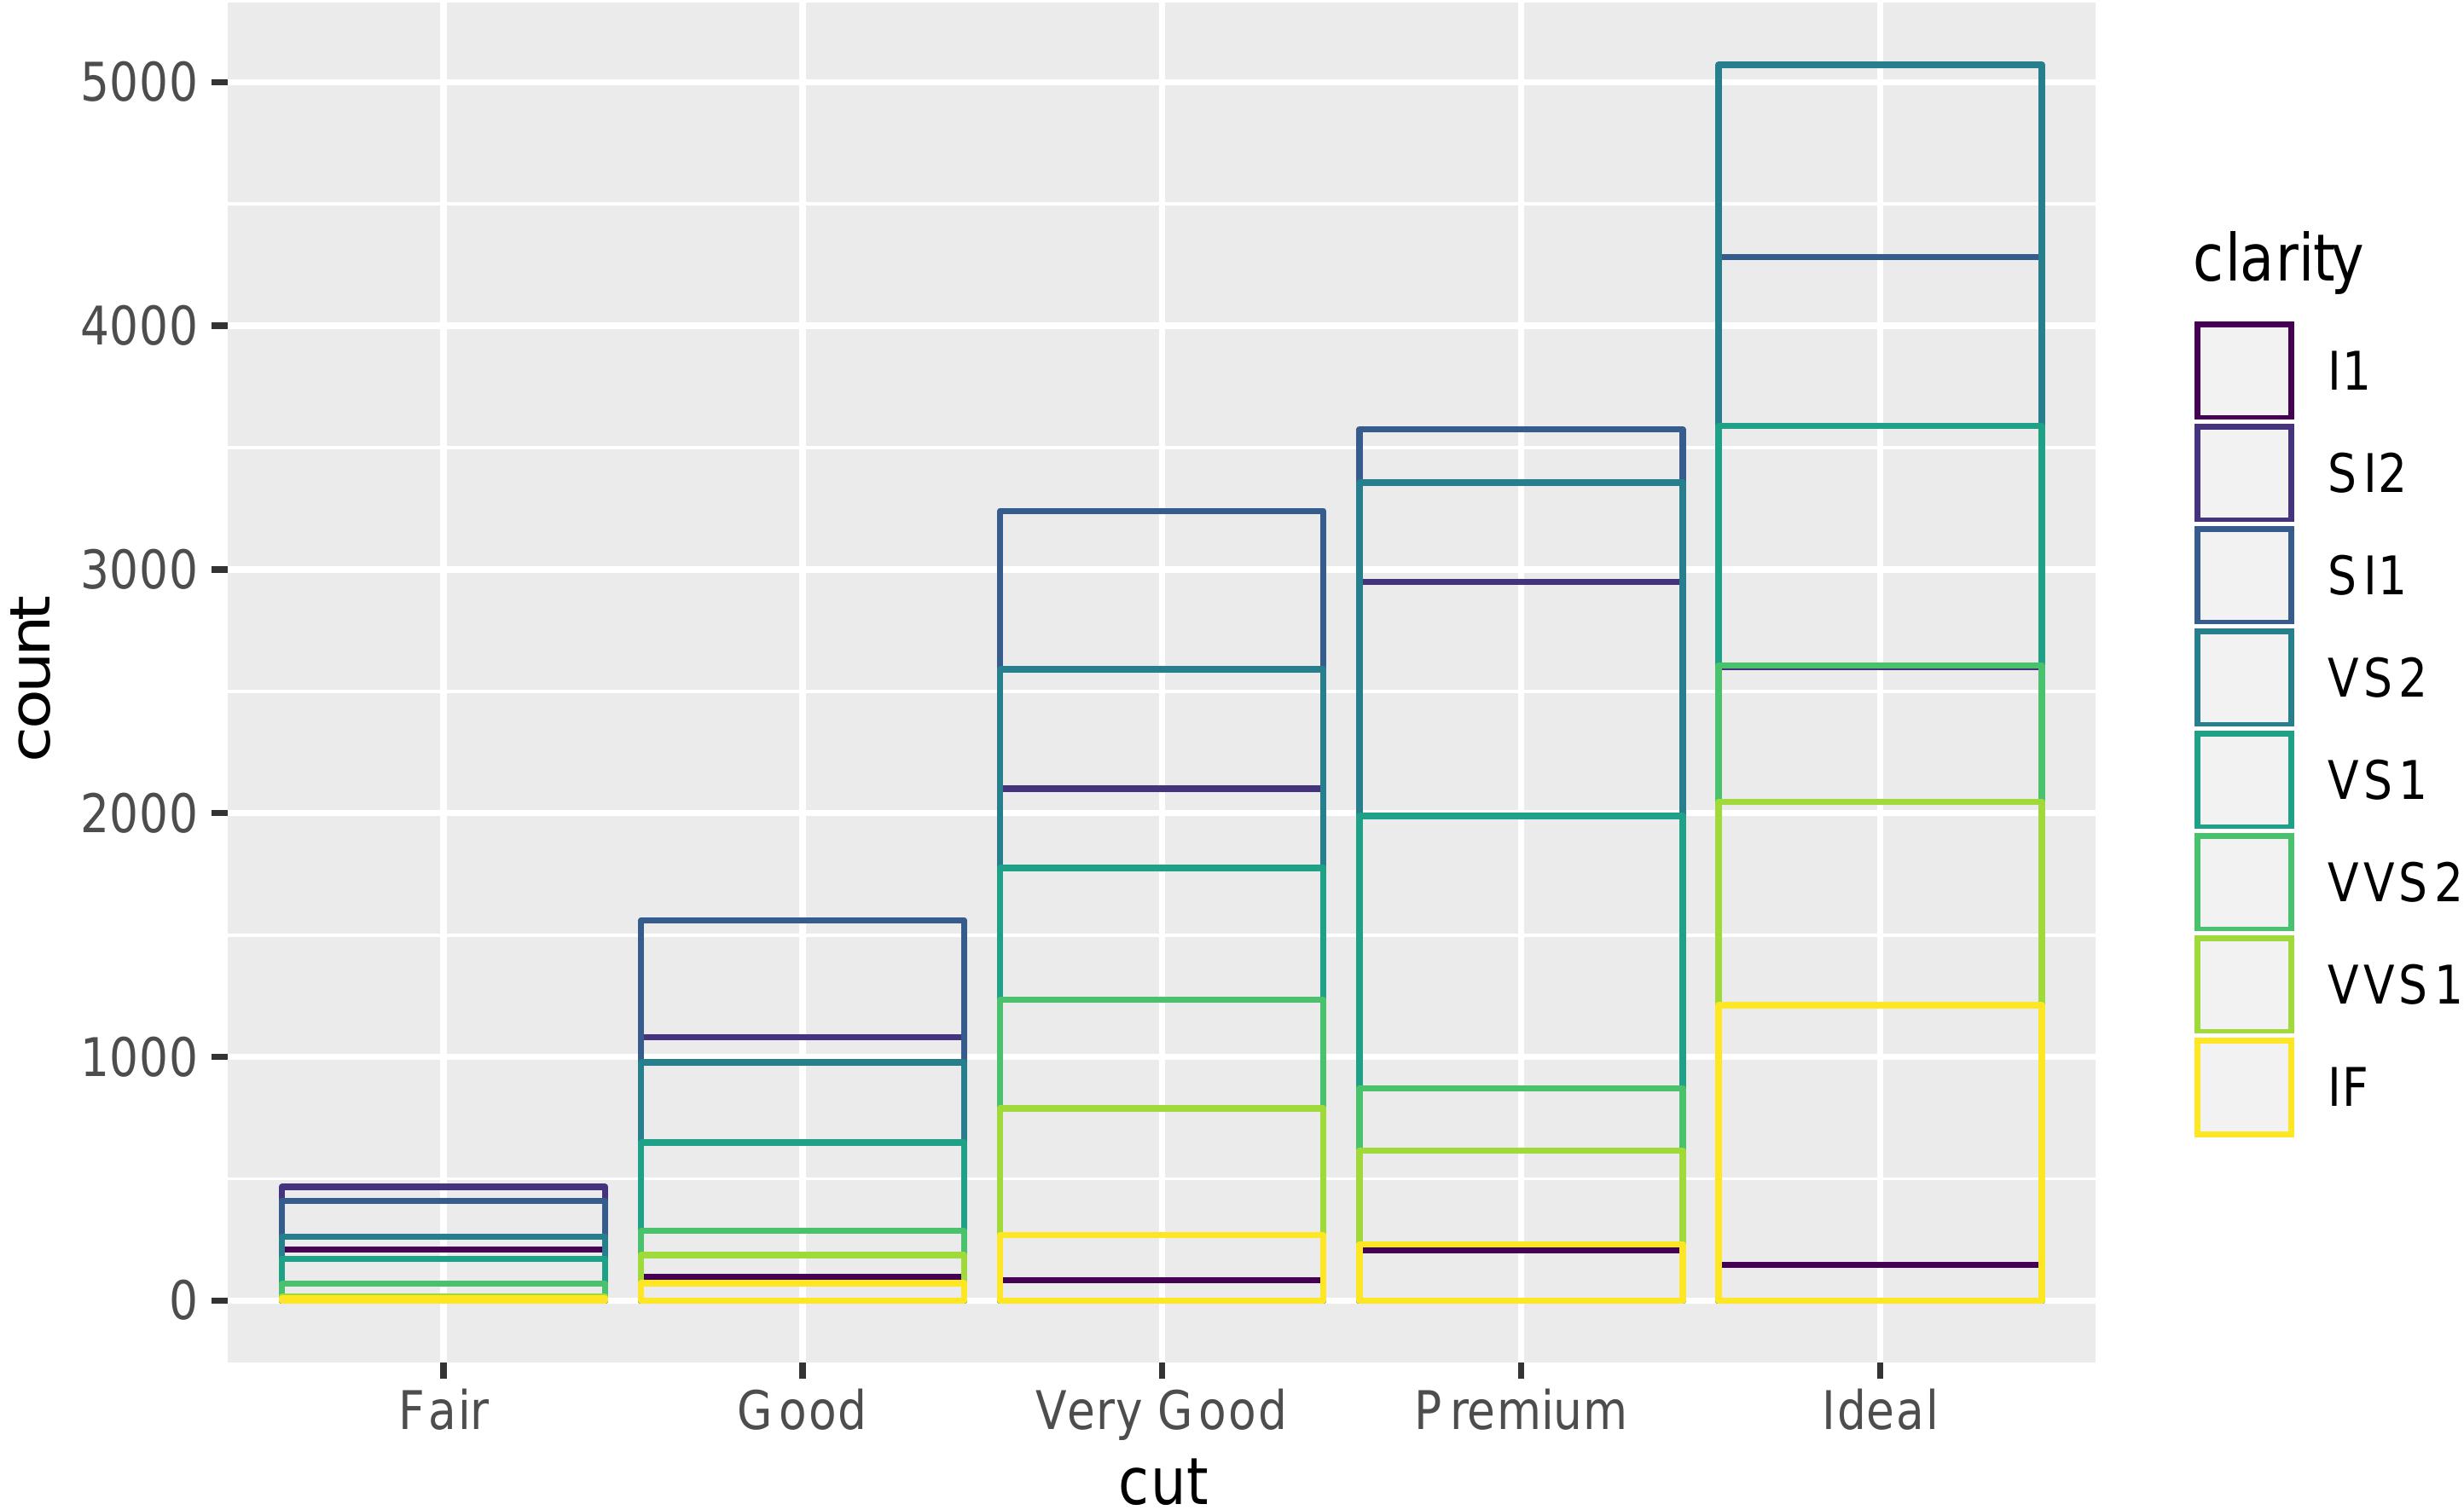 5000
4000
3000
2000
1000
0
count
Fair
Good
Very Good
Premium
Ideal
cut
clarity
I1
SI2
SI1
VS2
VS1
VVS2
VVS1
IF